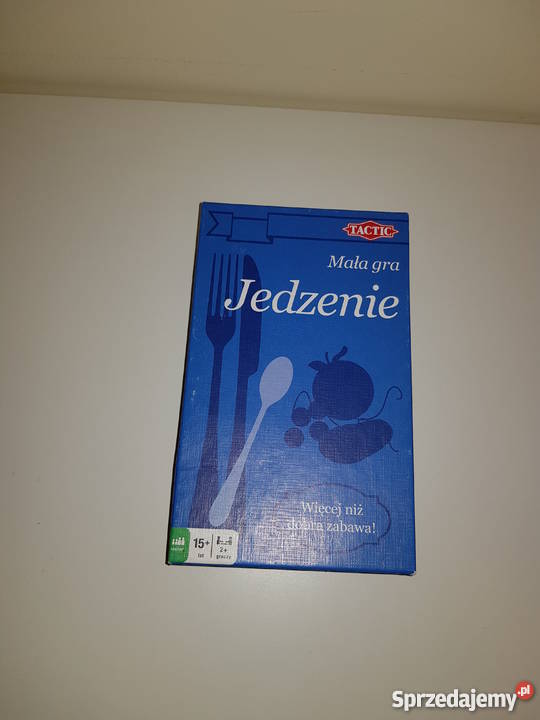 TACTIC
Mała gra
Jedzenie
Więcej niż
dobra zabawa!
15+
lat
2+
graczy
Sprzedajemy.pl